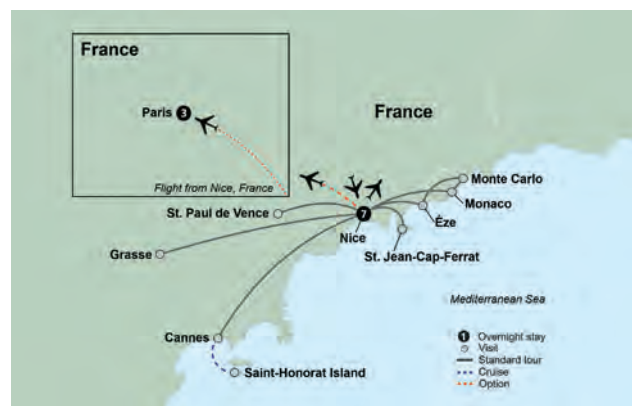 France
Paris 3
France
Flight from Nice, France
Monte Carlo
Monaco
St. Paul de Vence
7
Èze
Nice
St. Jean-Cap-Ferrat
Grasse
Mediterranean Sea
Cannes
Saint-Honorat Island
1 Overnight stay
Visit
Standard tour
Cruise
Option